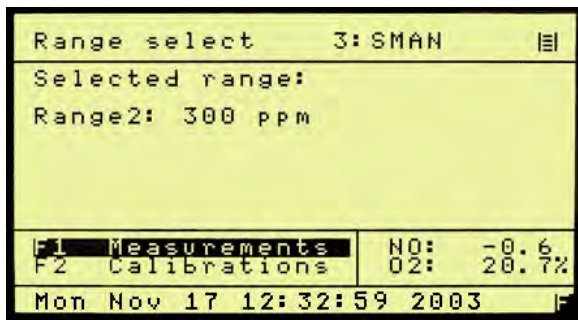 Range select 3:SMAN
Selected range:
Range2: 300 ppm
F1 Measurements NO: -0.6
F2 Calibrations O2: 20.7%
Mon Nov 17 12:32:59 2003